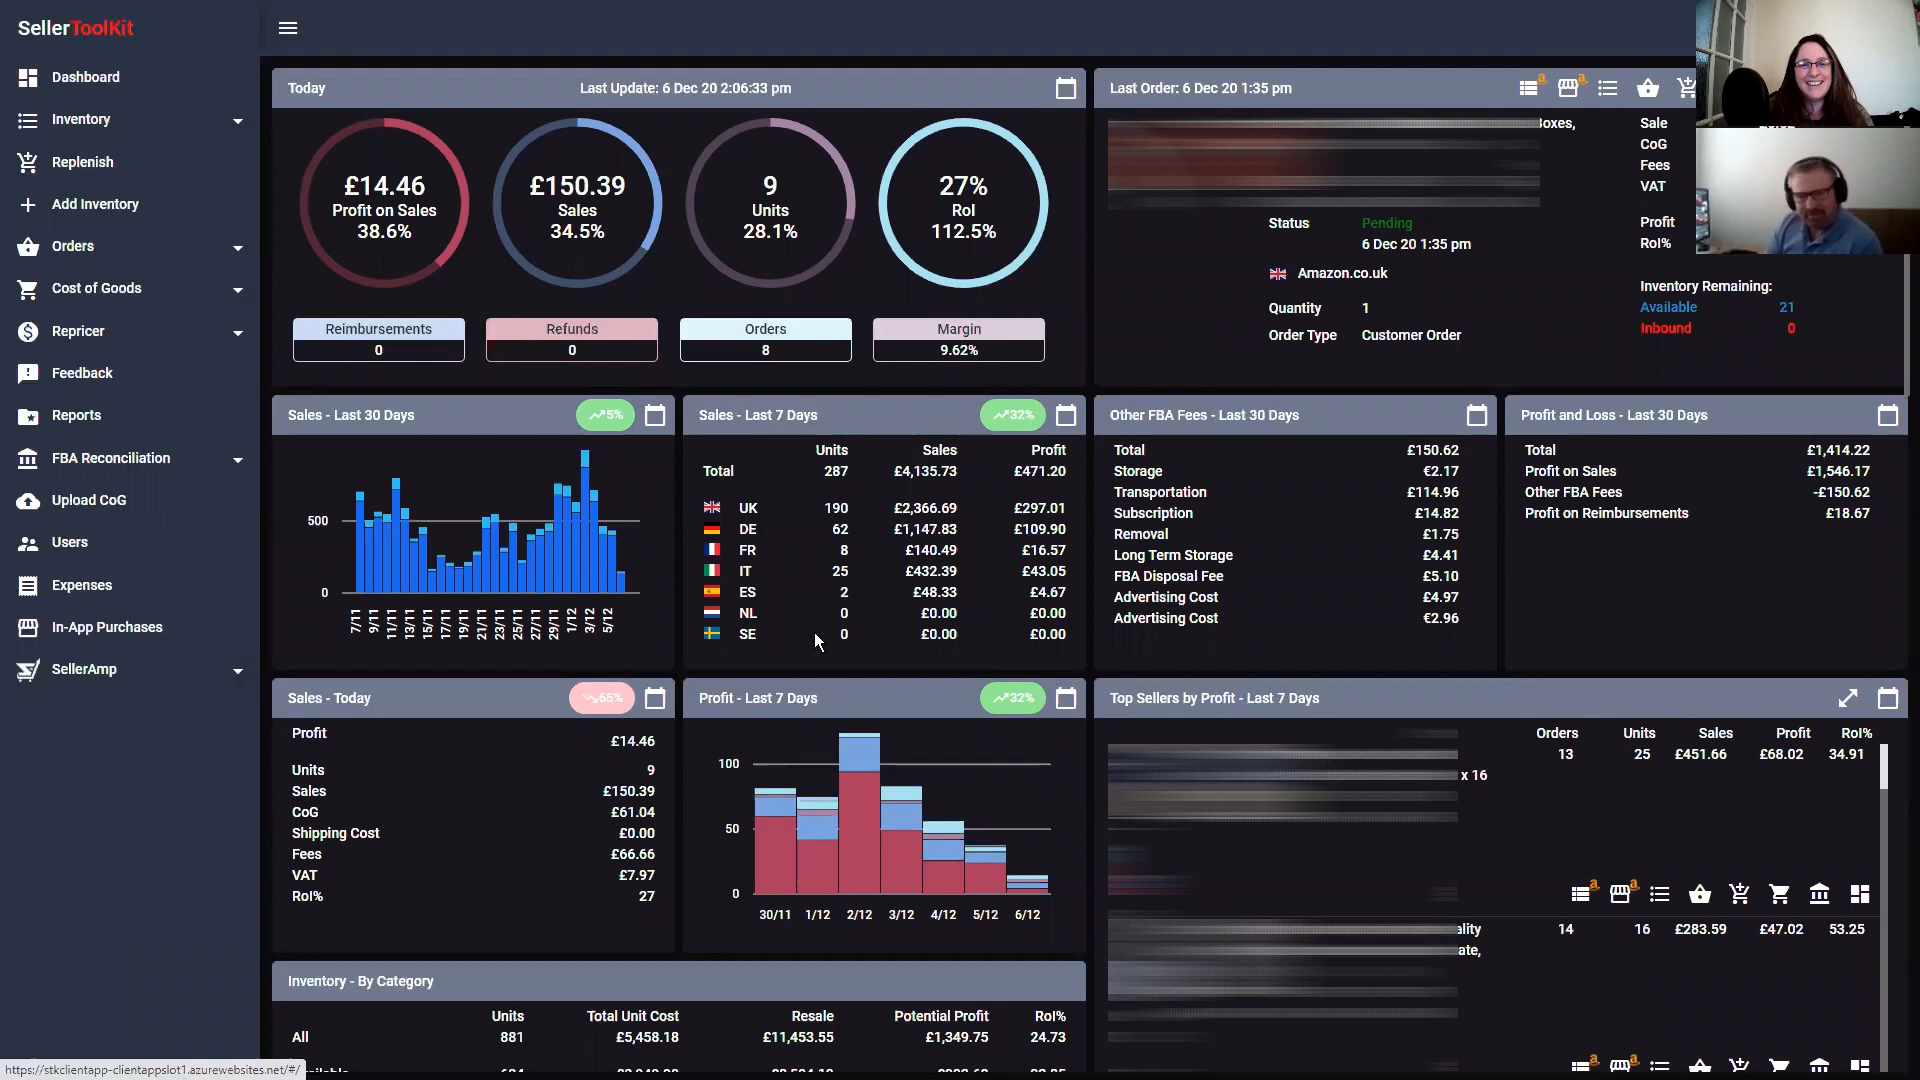 SellerToolKit
Dashboard
Inventory
Replenish
Add Inventory
Orders
Cost of Goods
Repricer
Feedback
Reports
FBA Reconciliation
Upload CoG
Users
Expenses
In-App Purchases
SellerAmp
https://stkclientapp-clientappslot1.azurewebsites.net/#/
Today
Last Update: 6 Dec 20 2:06:33 pm
£14.46
Profit on Sales
38.6%
£150.39
Sales
34.5%
9
Units
28.1%
27%
RoI
112.5%
Reimbursements
0
Refunds
0
Orders
8
Margin
9.62%
Last Order: 6 Dec 20 1:35 pm
Boxes,
Status Pending
6 Dec 20 1:35 pm
Amazon.co.uk
Quantity 1
Order Type Customer Order
Sale
CoG
Fees
VAT
Profit
RoI%
Inventory Remaining:
Available 21
Inbound 0
Sales - Last 30 Days
5%
500
0
7/11 9/11 11/11 13/11 15/11 17/11 19/11 21/11 23/11 25/11 27/11 29/11 1/12 3/12 5/12
Sales - Last 7 Days
32%
Units Sales Profit
Total 287 £4,135.73 £471.20
UK 190 £2,366.69 £297.01
DE 62 £1,147.83 £109.90
FR 8 £140.49 £16.57
IT 25 £432.39 £43.05
ES 2 £48.33 £4.67
NL 0 £0.00 £0.00
SE 0 £0.00 £0.00
Other FBA Fees - Last 30 Days
Total £150.62
Storage €2.17
Transportation £114.96
Subscription £14.82
Removal £1.75
Long Term Storage £4.41
FBA Disposal Fee £5.10
Advertising Cost £4.97
Advertising Cost £2.96
Profit and Loss - Last 30 Days
Total £1,414.22
Profit on Sales £1,546.17
Other FBA Fees -£150.62
Profit on Reimbursements £18.67
Sales - Today
65%
Profit £14.46
Units 9
Sales £150.39
CoG £61.04
Shipping Cost £0.00
Fees £66.66
VAT £7.97
RoI% 27
Profit - Last 7 Days
32%
100
50
0
30/11 1/12 2/12 3/12 4/12 5/12 6/12
Top Sellers by Profit - Last 7 Days
Orders Units Sales Profit RoI%
13 25 £451.66 £68.02 34.91
x 16
14 16 £283.59 £47.02 53.25
Inventory - By Category
Units Total Unit Cost Resale Potential Profit RoI%
All 881 £5,458.18 £11,453.55 £1,349.75 24.73